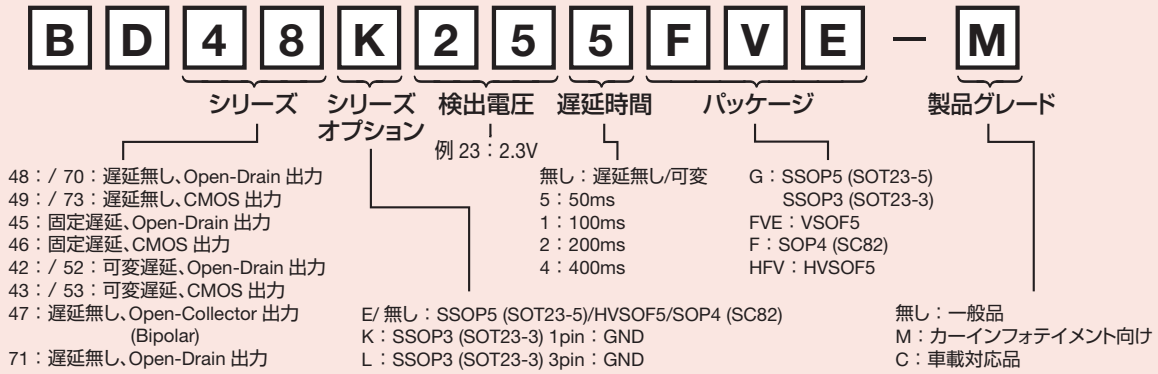 B D 4 8 K 2 5 5 F V E － M
シリーズ
シリーズ
オプション
検出電圧
遅延時間
パッケージ
製品グレード
例 23：2.3V
48：/ 70：遅延無し、Open-Drain 出力
49：/ 73：遅延無し、CMOS 出力
45：固定遅延、Open-Drain 出力
46：固定遅延、CMOS 出力
42：/ 52：可変遅延、Open-Drain 出力
43：/ 53：可変遅延、CMOS 出力
47：遅延無し、Open-Collector 出力
(Bipolar)
71：遅延無し、Open-Drain 出力
E/ 無し：SSOP5 (SOT23-5)/HVSOF5/SOP4 (SC82)
K：SSOP3 (SOT23-3) 1pin：GND
L：SSOP3 (SOT23-3) 3pin：GND
無し：遅延無し/可変
5：50ms
1：100ms
2：200ms
4：400ms
G：SSOP5 (SOT23-5)
SSOP3 (SOT23-3)
FVE：VSOF5
F：SOP4 (SC82)
HFV：HVSOF5
無し：一般品
M：カーインフォテイメント向け
C：車載対応品